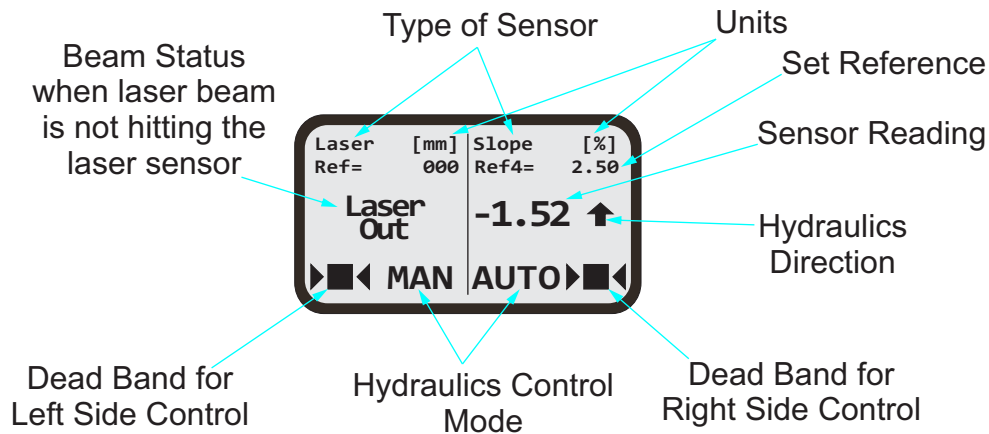 Type of Sensor
Units
Beam Status
when laser beam
is not hitting the
laser sensor
Set Reference
Sensor Reading
Laser [mm] Slope [%]
Ref= 000 Ref4= 2.50
Laser
Out
-1.52
Hydraulics
Direction
MAN AUTO
Dead Band for
Left Side Control
Hydraulics Control
Mode
Dead Band for
Right Side Control